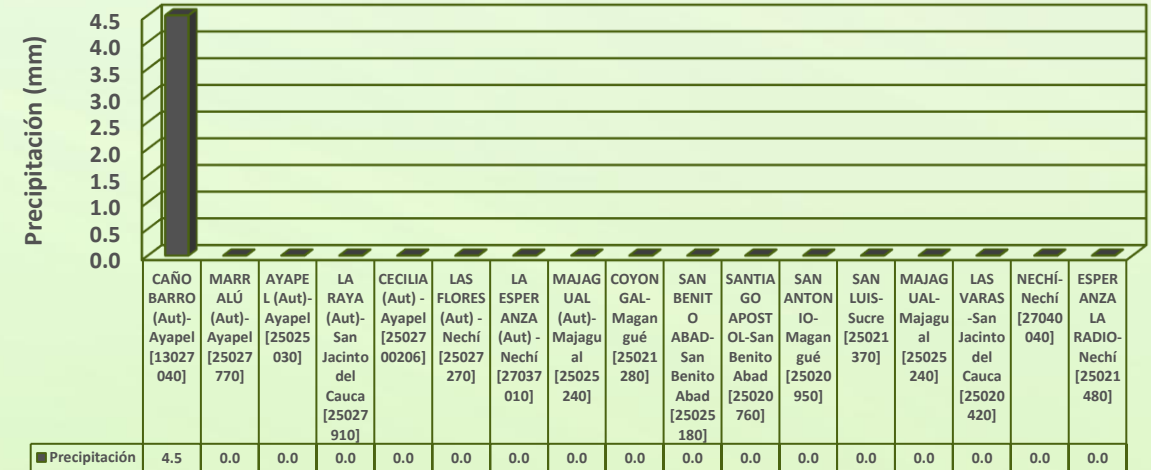 Precipitación (mm)
4.5
4.0
3.5
3.0
2.5
2.0
1.5
1.0
0.5
0.0
CAÑO
BARRO
(Aut)-
Ayapel
[13027
040]
MARR
ALÚ
(Aut)-
Ayapel
[25027
770]
AYAPE
L (Aut)-
Ayapel
[25025
030]
LA
RAYA
(Aut)-
San
Jacinto
del
Cauca
[25027
910]
CECILIA
(Aut) -
Ayapel
[25027
00206]
LAS
FLORES
(Aut) -
Nechí
[25027
270]
LA
ESPER
ANZA
(Aut) -
Nechí
[27037
010]
MAJAG
UAL
(Aut)-
Majagu
al
[25025
240]
COYON
GAL-
Magan
gué
[25021
280]
SAN
BENIT
O
ABAD-
San
Benito
Abad
[25025
180]
SANTIA
GO
APOST
OL-San
Benito
Abad
[25020
760]
SAN
ANTON
IO-
Magan
gué
[25020
950]
SAN
LUIS-
Sucre
[25021
370]
MAJAG
UAL-
Majagu
al
[25025
240]
LAS
VARAS
-San
Jacinto
del
Cauca
[25020
420]
NECHÍ-
Nechí
[27040
040]
ESPER
ANZA
LA
RADIO-
Nechí
[25021
480]
Precipitación 4.5 0.0 0.0 0.0 0.0 0.0 0.0 0.0 0.0 0.0 0.0 0.0 0.0 0.0 0.0 0.0 0.0